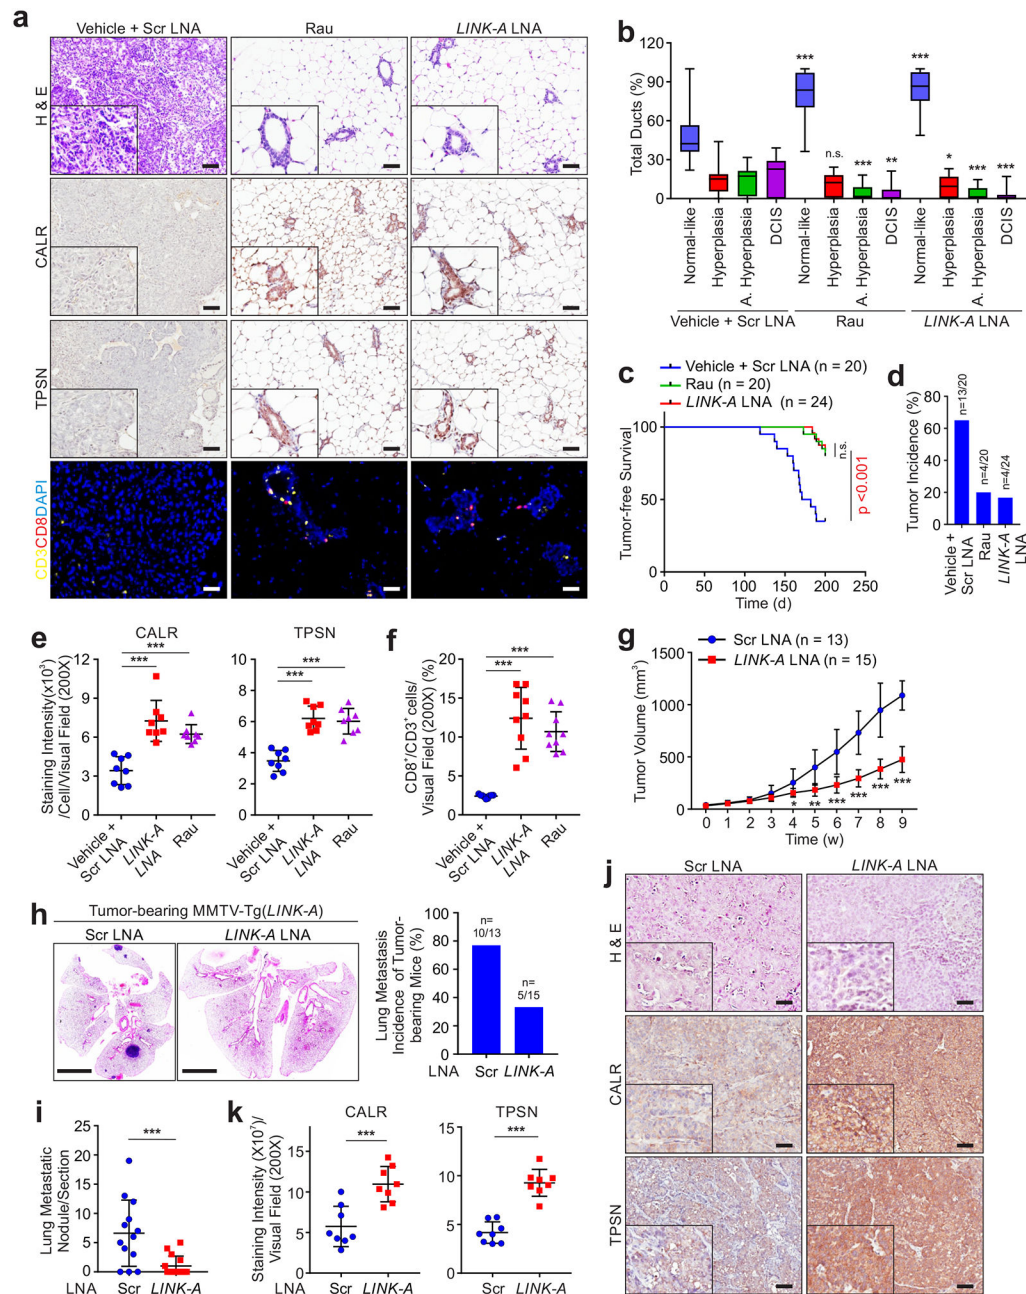 a
Vehicle + Scr LNA
Rau
LINK-A LNA
H & E
CALR
TPSN
CD3CD8DAPI
b
Total Ducts (%)
120
90
60
30
0
***
***
n.s.
***
**
*
***
***
Normal-like
Hyperplasia
A. Hyperplasia
DCIS
Normal-like
Hyperplasia
A. Hyperplasia
DCIS
Normal-like
Hyperplasia
A. Hyperplasia
DCIS
Vehicle + Scr LNA
Rau
LINK-A LNA
c
Vehicle + Scr LNA (n = 20)
Rau (n = 20)
LINK-A LNA (n = 24)
Tumor-free Survival
100
50
0
n.s.
p <0.001
0 50 100 150 200 250
Time (d)
d
Tumor Incidence (%)
80
60
40
20
0
n=13/20
n=4/20
n=4/24
Vehicle +
Scr LNA
Rau
LINK-A
LNA
e
CALR
Staining Intensity(x10³)
/Cell/Visual Field (200X)
12
9
6
3
0
***
***
Vehicle +
Scr LNA
LINK-A
LNA
Rau
TPSN
10
8
6
4
2
0
***
***
Vehicle +
Scr LNA
LINK-A
LNA
Rau
f
CD8⁺/CD3⁺ cells/
Visual Field (200X) (%)
20
15
10
5
0
***
***
Vehicle +
Scr LNA
LINK-A
LNA
Rau
g
Scr LNA (n = 13)
LINK-A LNA (n = 15)
Tumor Volume (mm³)
1500
1000
500
0
* ** *** *** *** ***
0 1 2 3 4 5 6 7 8 9
Time (w)
h
Tumor-bearing MMTV-Tg(LINK-A)
Scr LNA
LINK-A LNA
Lung Metastasis
Incidence of Tumor-
bearing Mice (%)
100
80
60
40
20
0
n=
10/13
n=
5/15
LNA Scr LINK-A
i
Lung Metastatic
Nodule/Section
25
20
15
10
5
0
***
LNA Scr LINK-A
k
CALR
Staining Intensity (X10⁷)/
Visual Field (200X)
15
10
5
0
***
LNA Scr LINK-A
TPSN
15
10
5
0
***
Scr LINK-A
j
Scr LNA
LINK-A LNA
H & E
CALR
TPSN